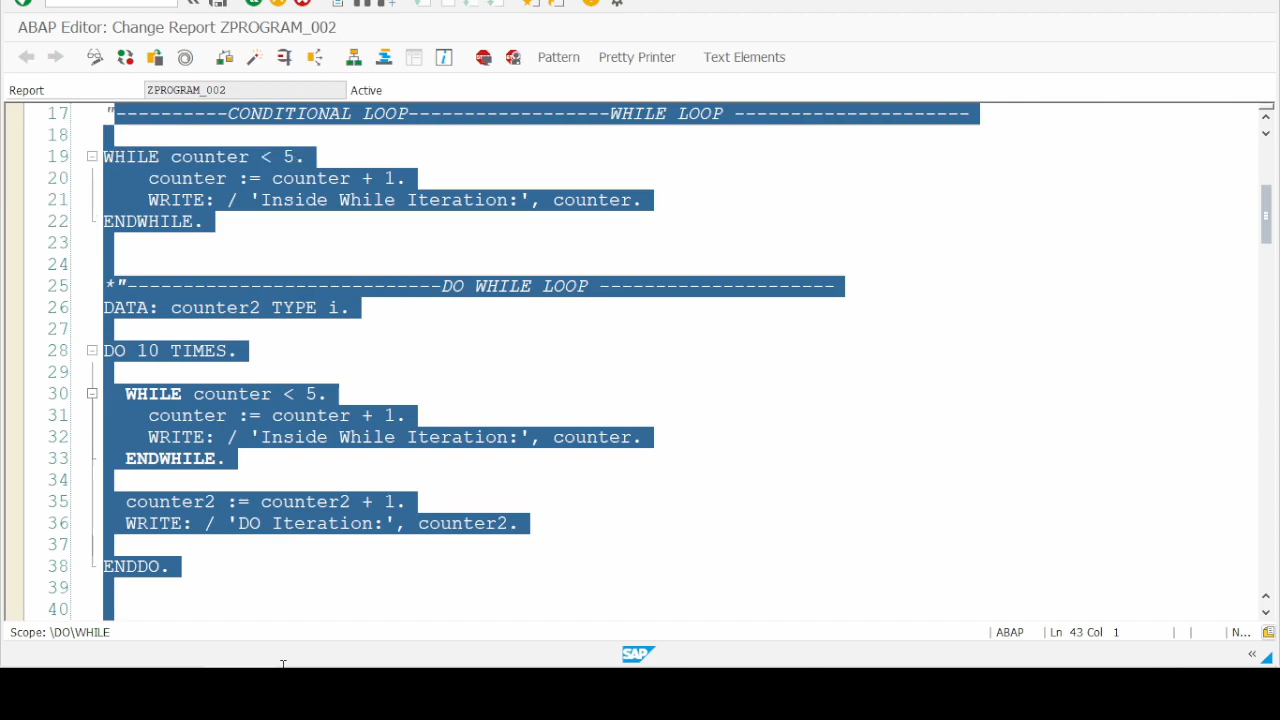 ABAP Editor: Change Report ZPROGRAM_002
Pattern Pretty Printer Text Elements
Report ZPROGRAM_002 Active
17 "----------CONDITIONAL LOOP------------------WHILE LOOP ---------------------
18
19 WHILE counter < 5.
20 counter := counter + 1.
21 WRITE: / 'Inside While Iteration:', counter.
22 ENDWHILE.
23
24
25 *"----------------------------DO WHILE LOOP ---------------------
26 DATA: counter2 TYPE i.
27
28 DO 10 TIMES.
29
30 WHILE counter < 5.
31 counter := counter + 1.
32 WRITE: / 'Inside While Iteration:', counter.
33 ENDWHILE.
34
35 counter2 := counter2 + 1.
36 WRITE: / 'DO Iteration:', counter2.
37
38 ENDDO.
39
40
Scope: \DO\WHILE ABAP Ln 43 Col 1 N...
SAP